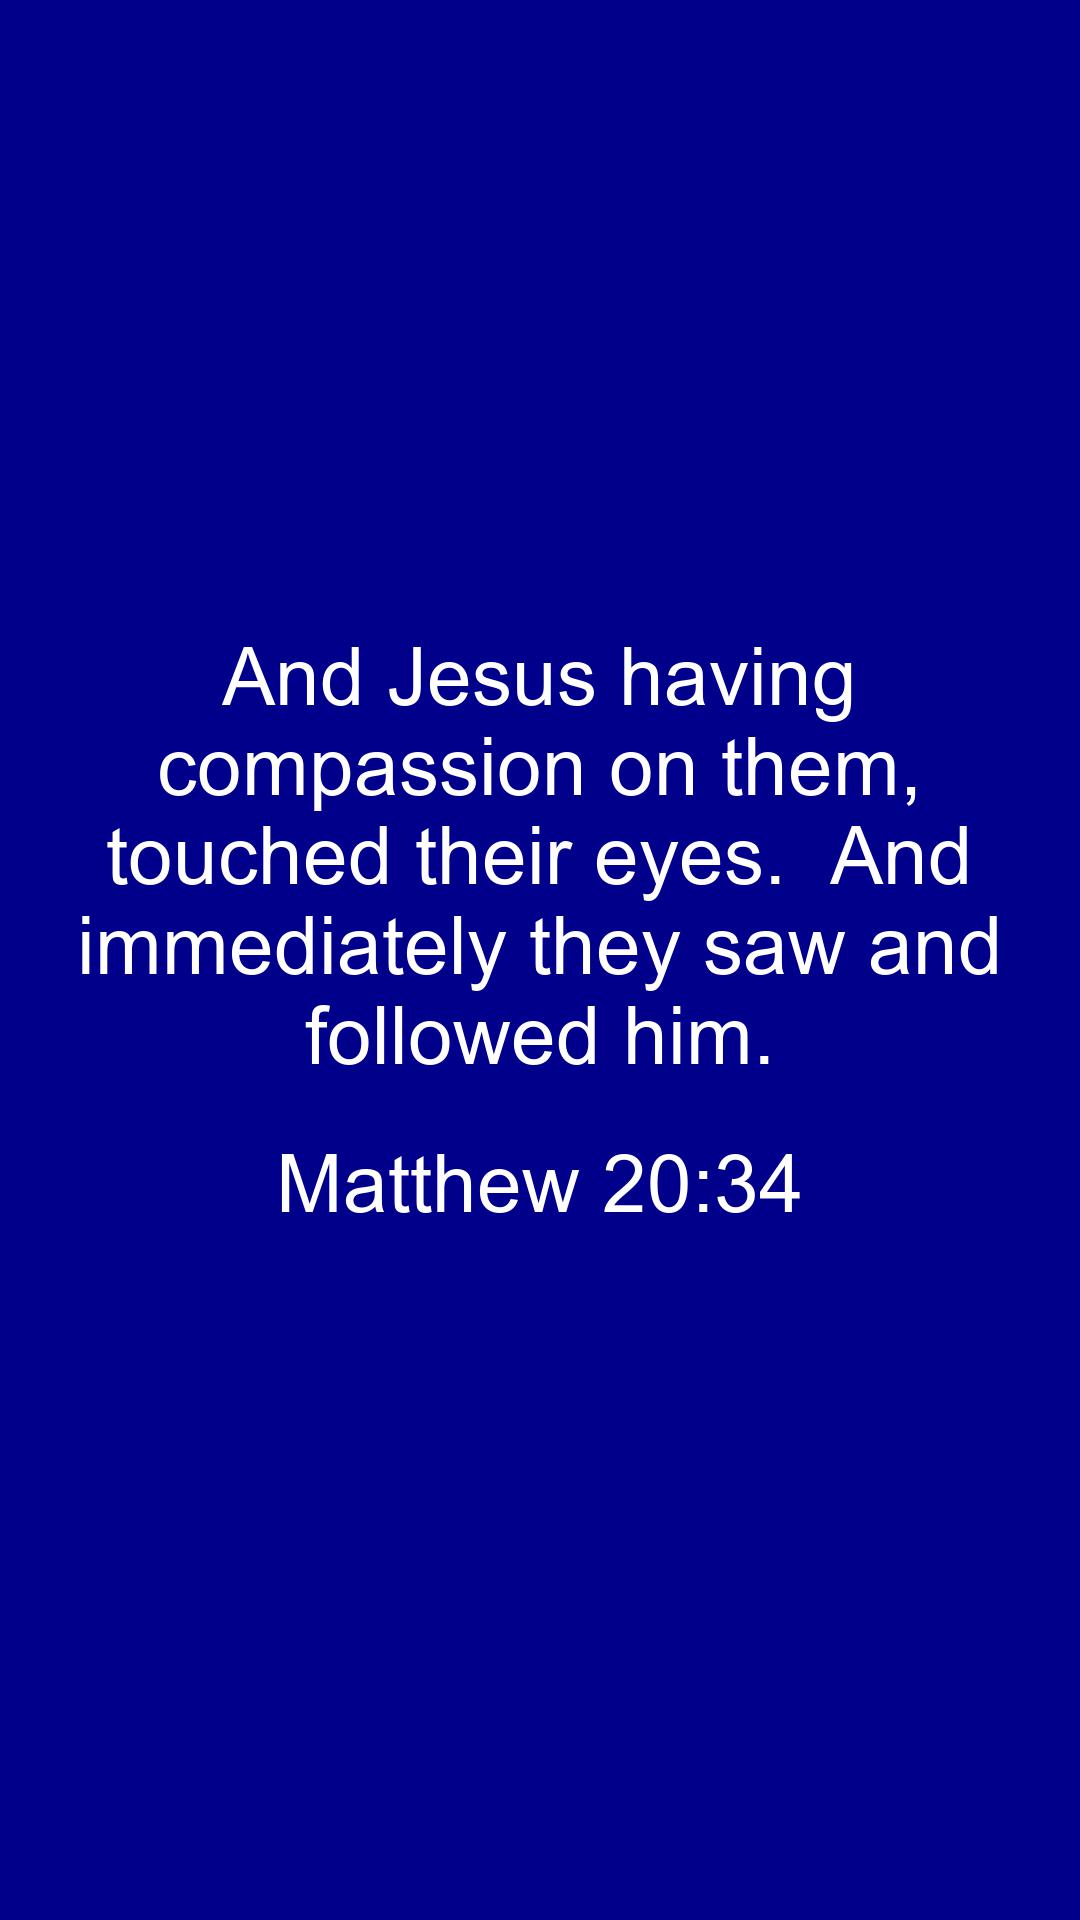 And Jesus having
compassion on them,
touched their eyes.  And
immediately they saw and
followed him.
Matthew 20:34